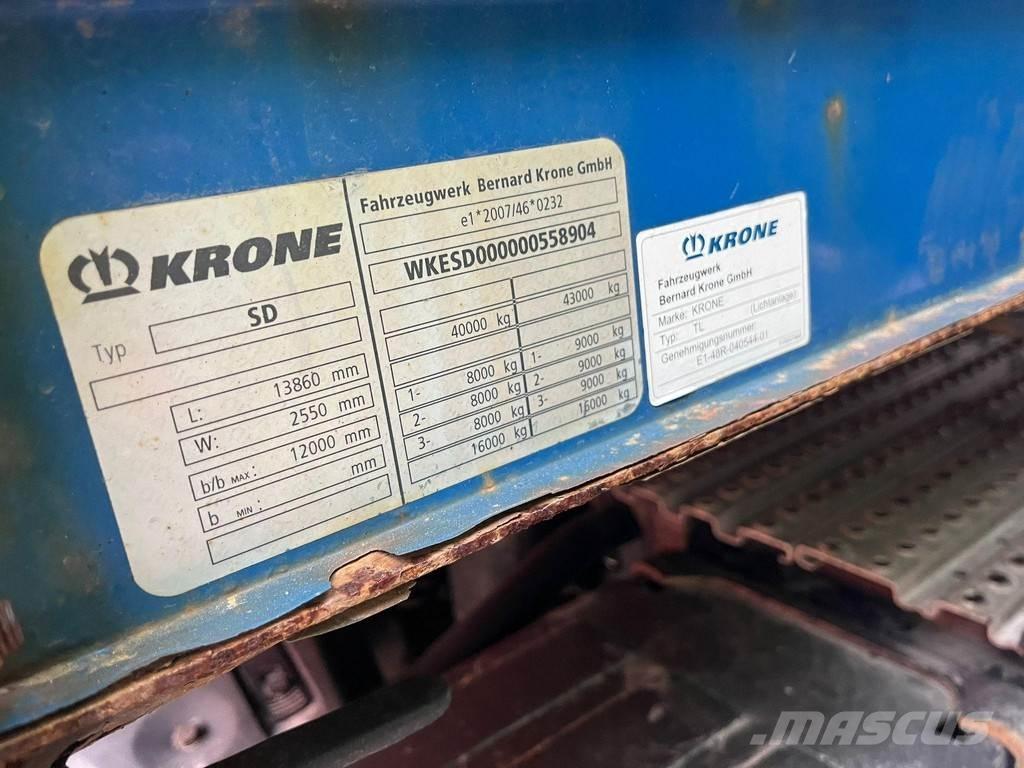 KRONE
Typ SD
L: 13860 mm
W: 2550 mm
b/b MAX: 12000 mm
b MIN: mm
Fahrzeugwerk Bernard Krone GmbH
e1*2007/46*0232
WKESD000000558904
40000 kg 43000 kg
1- 8000 kg 1- 9000 kg
2- 8000 kg 2- 9000 kg
3- 8000 kg 3- 9000 kg
16000 kg 16000 kg
KRONE
Fahrzeugwerk
Bernard Krone GmbH
Marke: KRONE
Typ: TL (Lichtanlage)
Genehmigungsnummer:
E1-48R-040544-01
MASCUS